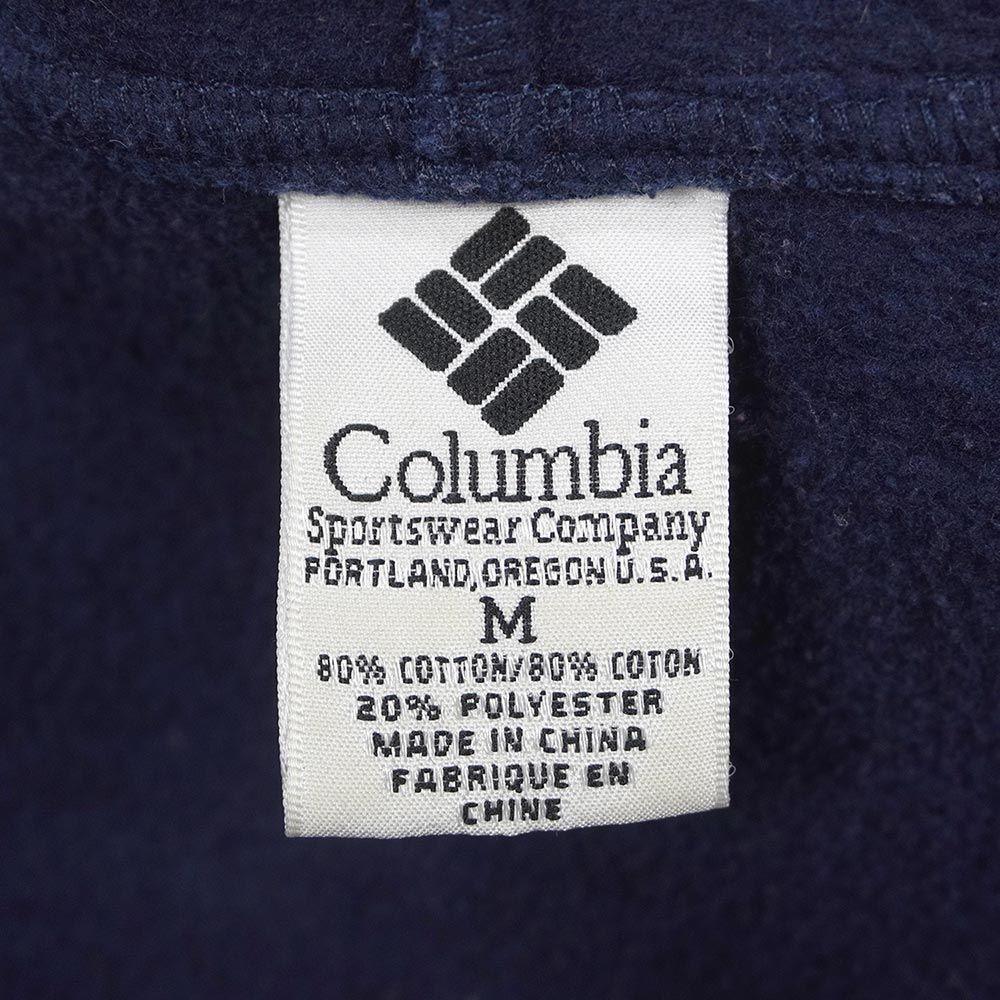 Columbia
Sportswear Company
PORTLAND, OREGON U.S.A.
M
80% COTTON/80% COTON
20% POLYESTER
MADE IN CHINA
FABRIQUE EN
CHINE